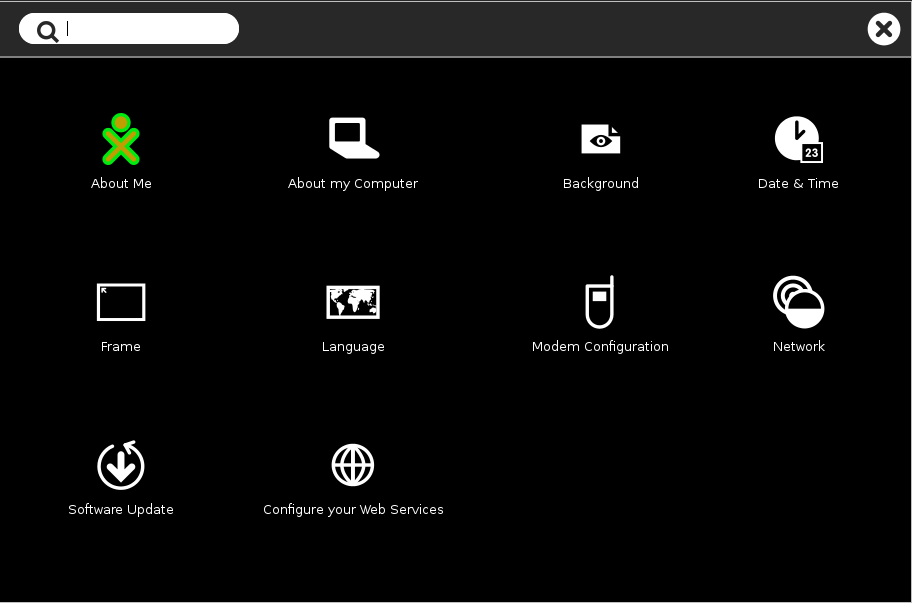 About Me
About my Computer
Background
23
Date & Time
Frame
Language
Modem Configuration
Network
Software Update
Configure your Web Services